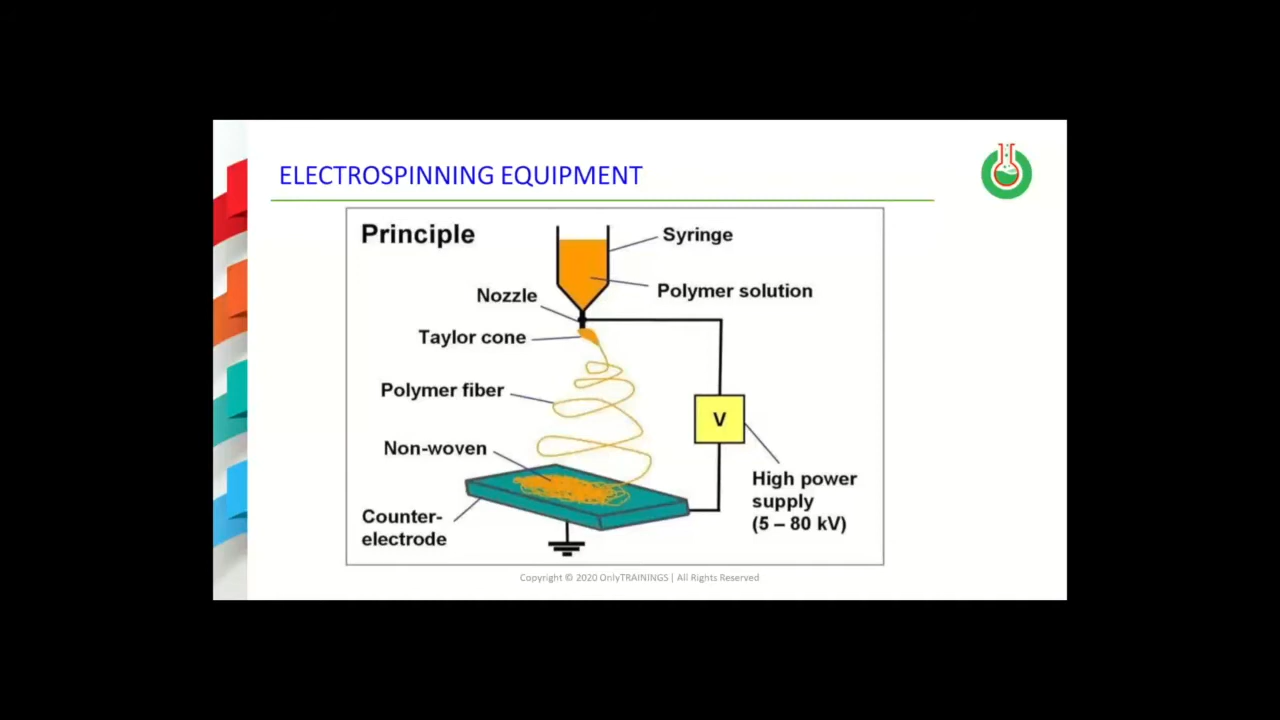 ELECTROSPINNING EQUIPMENT
Principle
Syringe
Polymer solution
Nozzle
Taylor cone
Polymer fiber
V
Non-woven
High power
supply
(5 – 80 kV)
Counter-
electrode
Copyright © 2020 OnlyTRAININGS | All Rights Reserved